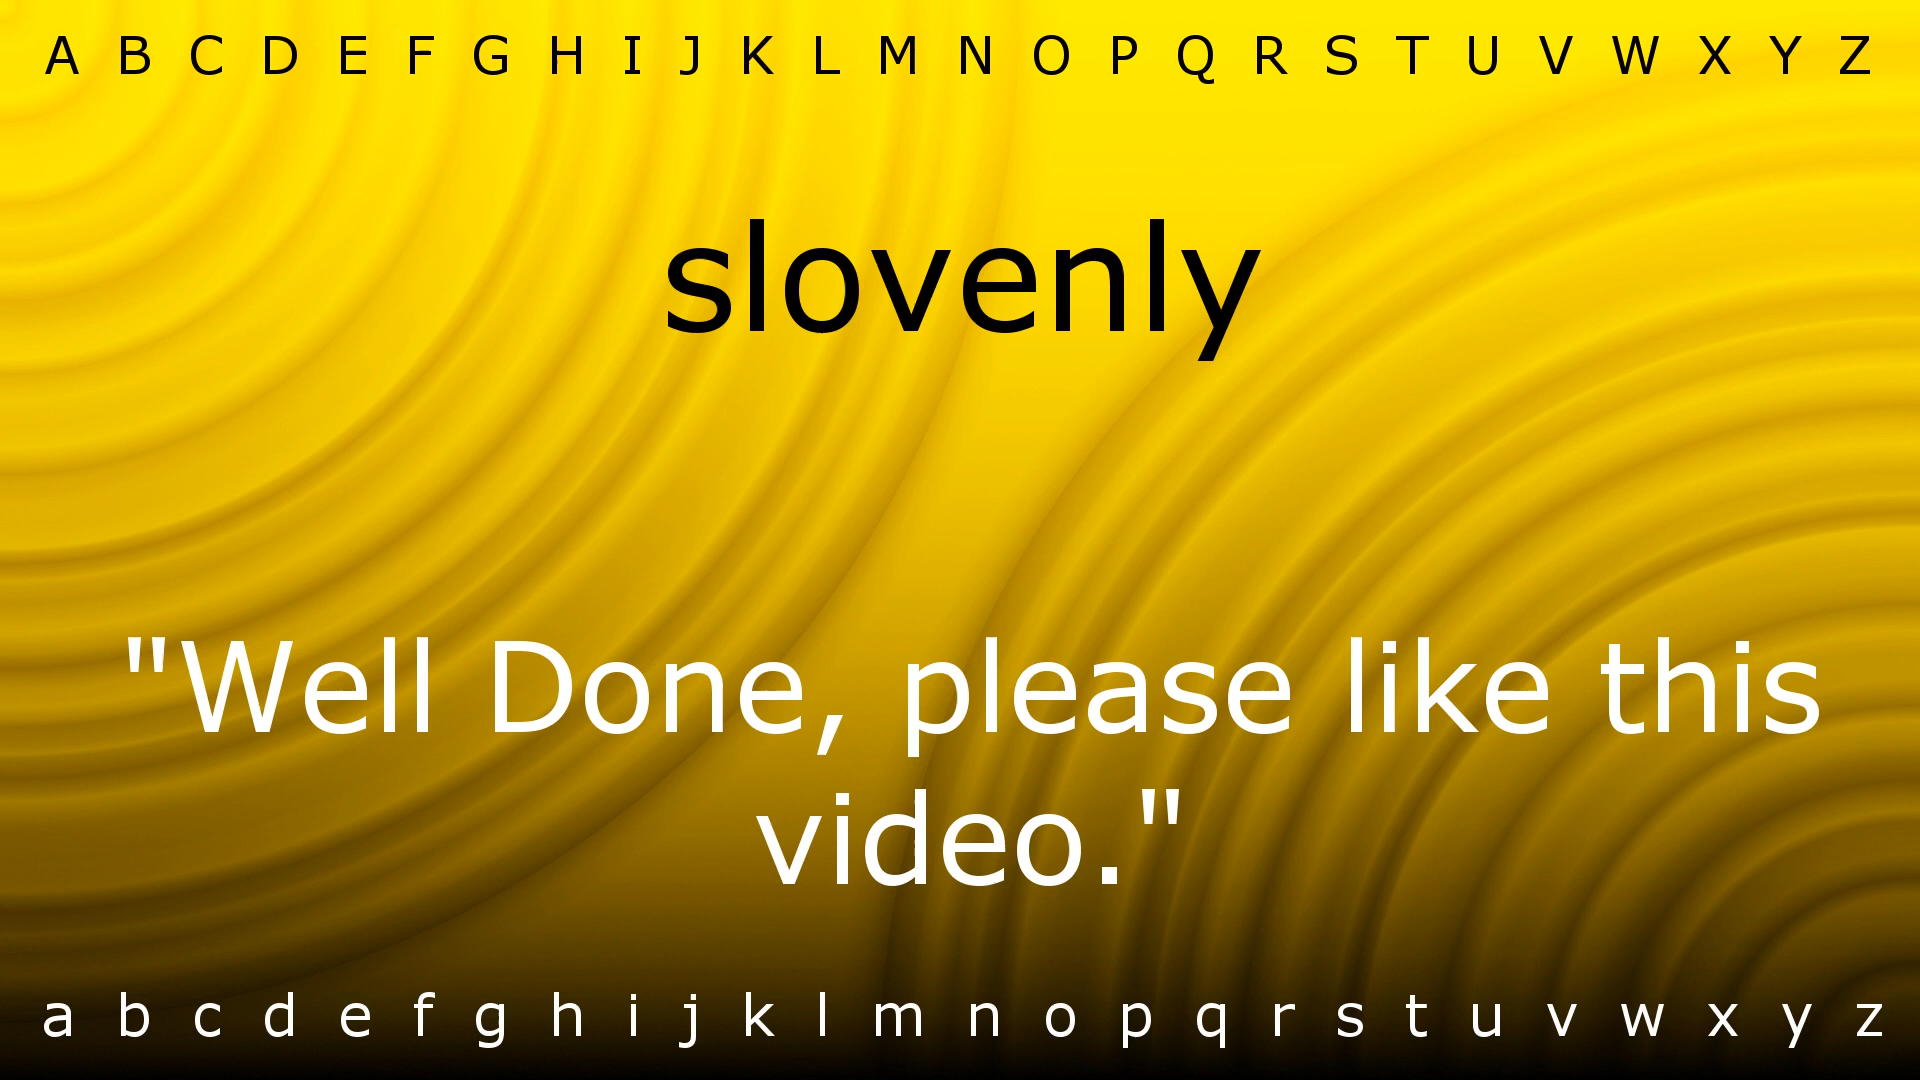 A B C D E F G H I J K L M N O P Q R S T U V W X Y Z
slovenly
"Well Done, please like this
video."
a b c d e f g h i j k l m n o p q r s t u v w x y z